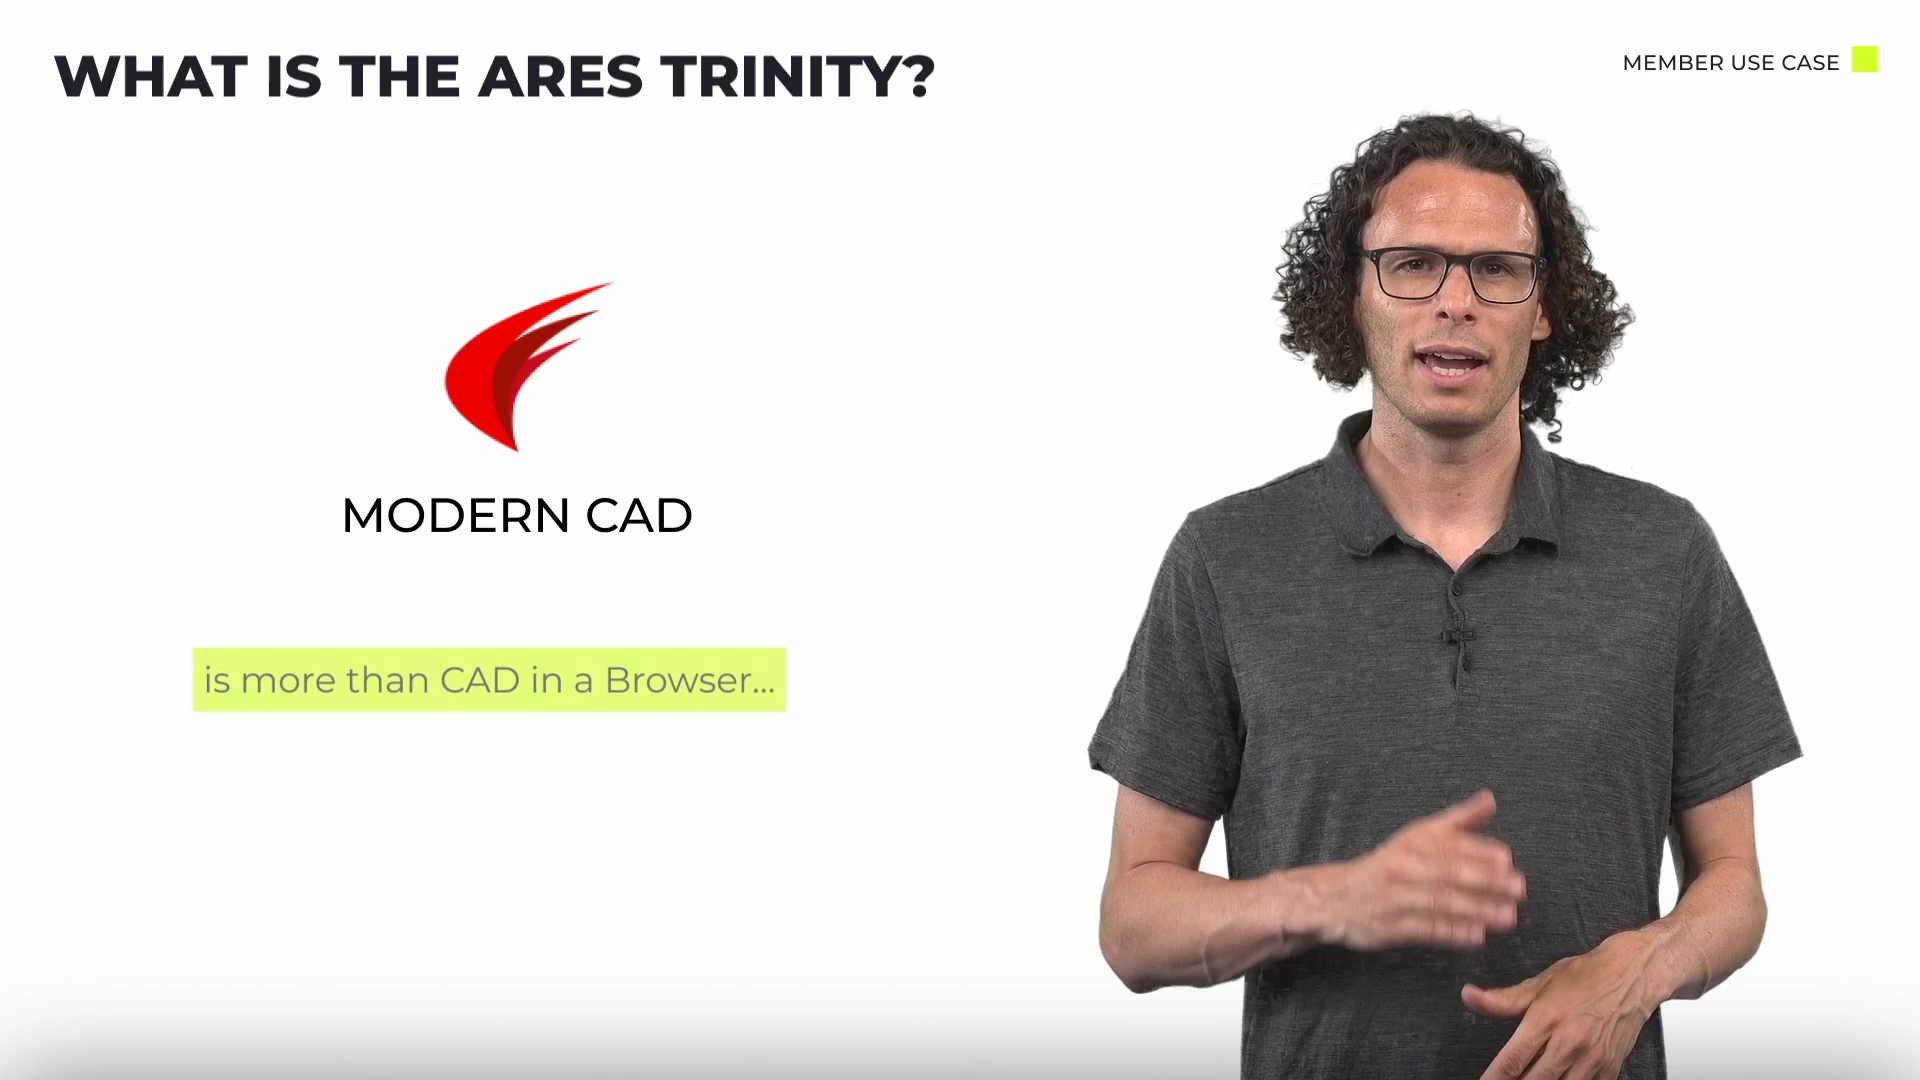 WHAT IS THE ARES TRINITY?
MEMBER USE CASE
MODERN CAD
is more than CAD in a Browser...